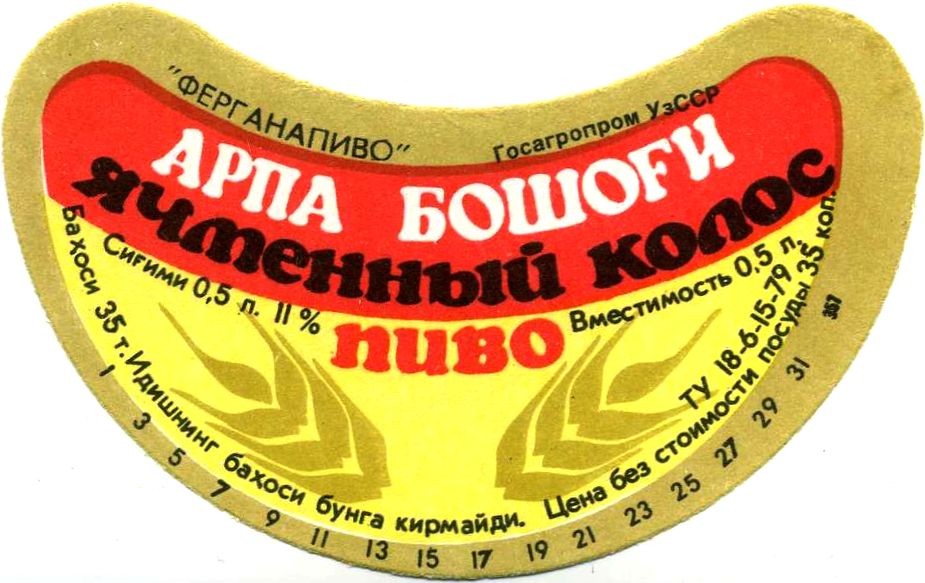 "ФЕРГАНАПИВО"
Госагропром УзССР
АРПА БОШОҒИ
ЯЧМЕННЫЙ КОЛОС
ПИВО
Сиғими 0,5 л. 11%
Вместимость 0,5 л.
ТУ 18-6-15-79
Бахоси 35 т. Идишнинг бахоси бунга кирмайди.
Цена без стоимости посуды 35 коп.
1 3 5 7 9 11 13 15 17 19 21 23 25 27 29 31
367